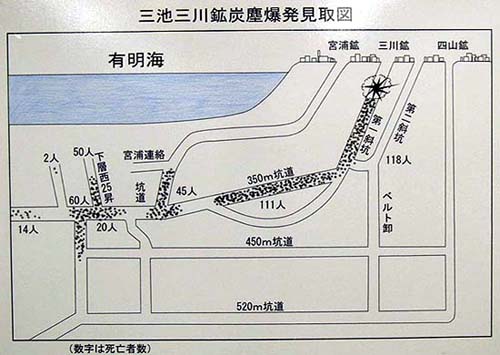 三池三川鉱炭塵爆発見取図
有明海
宮浦鉱
三川鉱
四山鉱
第一斜坑
第二斜坑
2人
50人
下層西25昇
宮浦連絡
坑道
45人
350m坑道
111人
118人
ベルト卸
60人
14人
20人
450m坑道
520m坑道
(数字は死亡者数)